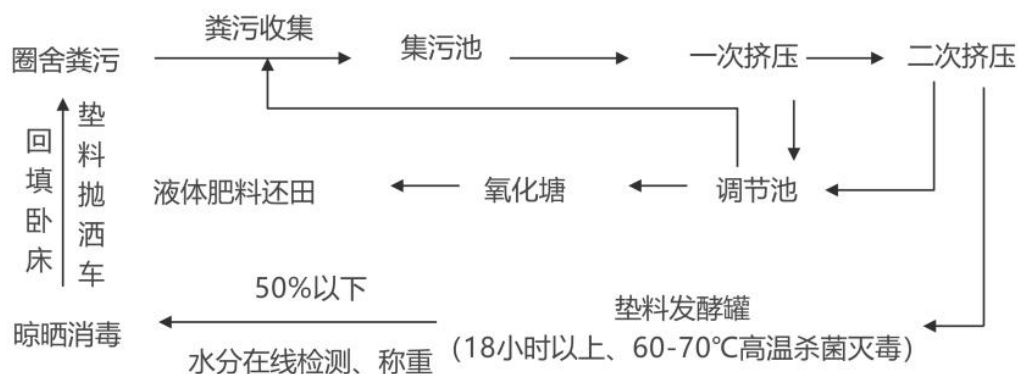 粪污收集
圈舍粪污
集污池
一次挤压
二次挤压
回填卧床
垫料抛洒车
液体肥料还田
氧化塘
调节池
50%以下
垫料发酵罐
晾晒消毒
水分在线检测、称重
（18小时以上、60-70℃高温杀菌灭毒）